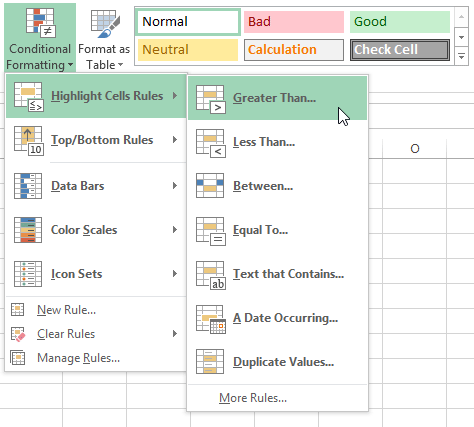 Conditional
Formatting
Format as
Table
Normal
Bad
Good
Neutral
Calculation
Check Cell
Highlight Cells Rules
Top/Bottom Rules
10
Data Bars
Color Scales
Icon Sets
New Rule...
Clear Rules
Manage Rules...
Greater Than...
Less Than...
Between...
Equal To...
Text that Contains...
ab
A Date Occurring...
Duplicate Values...
More Rules...
O